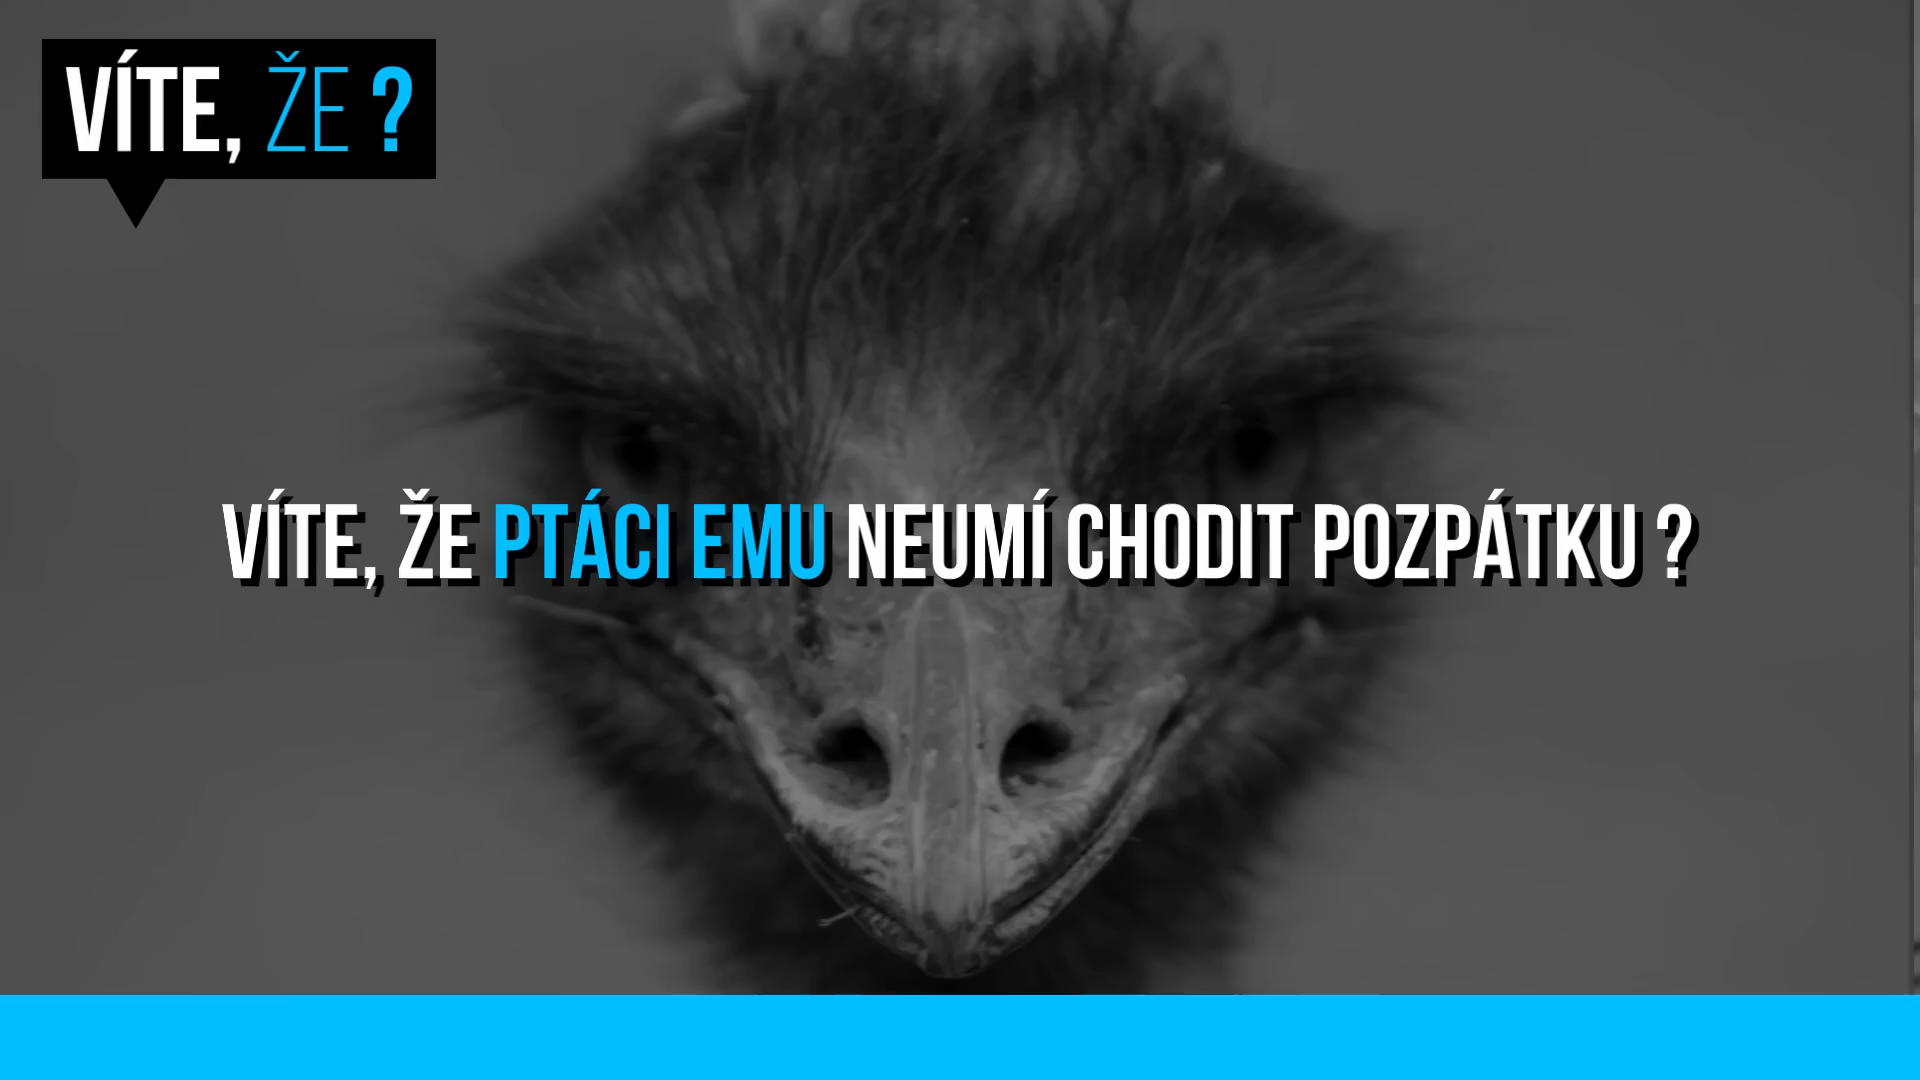 VÍTE, ŽE ?
VÍTE, ŽE PTÁCI EMU NEUMÍ CHODIT POZPÁTKU ?